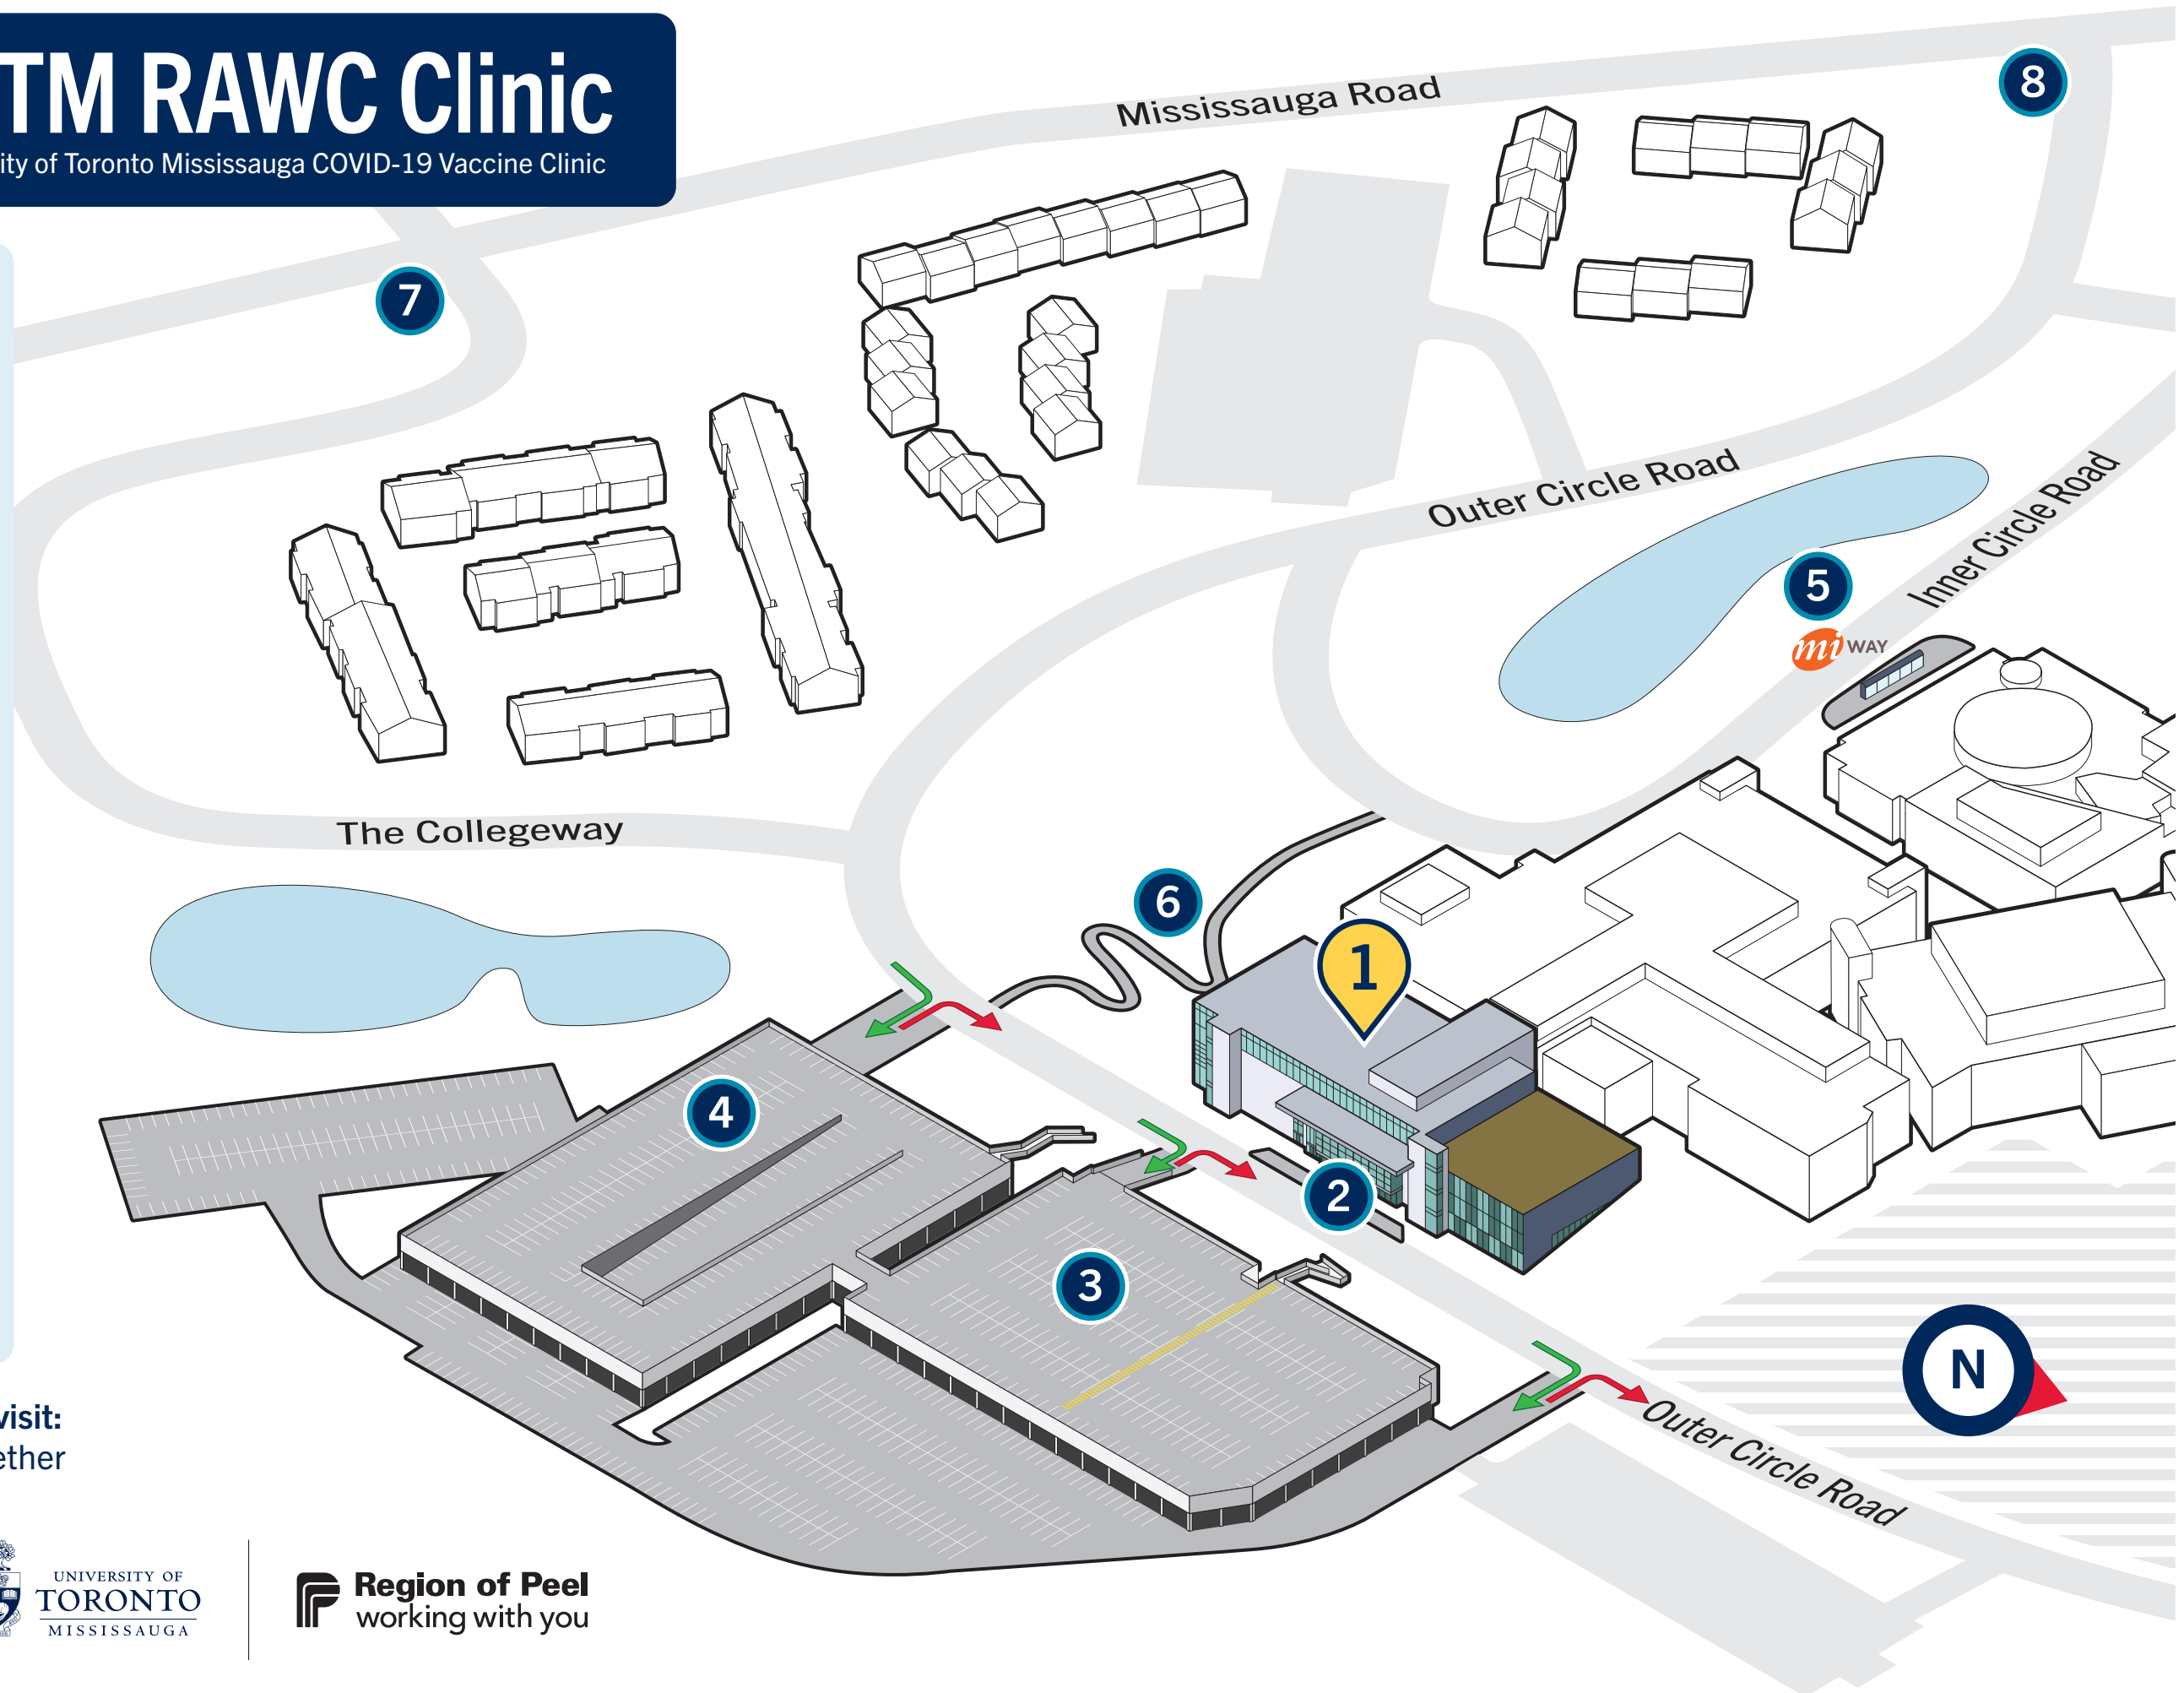 TM RAWC Clinic
ity of Toronto Mississauga COVID-19 Vaccine Clinic
Mississauga Road
8
7
Outer Circle Road
Inner Circle Road
5
mi WAY
The Collegeway
6
1
4
2
3
N
Outer Circle Road
visit:
ether
UNIVERSITY OF
TORONTO
MISSISSAUGA
Region of Peel
working with you